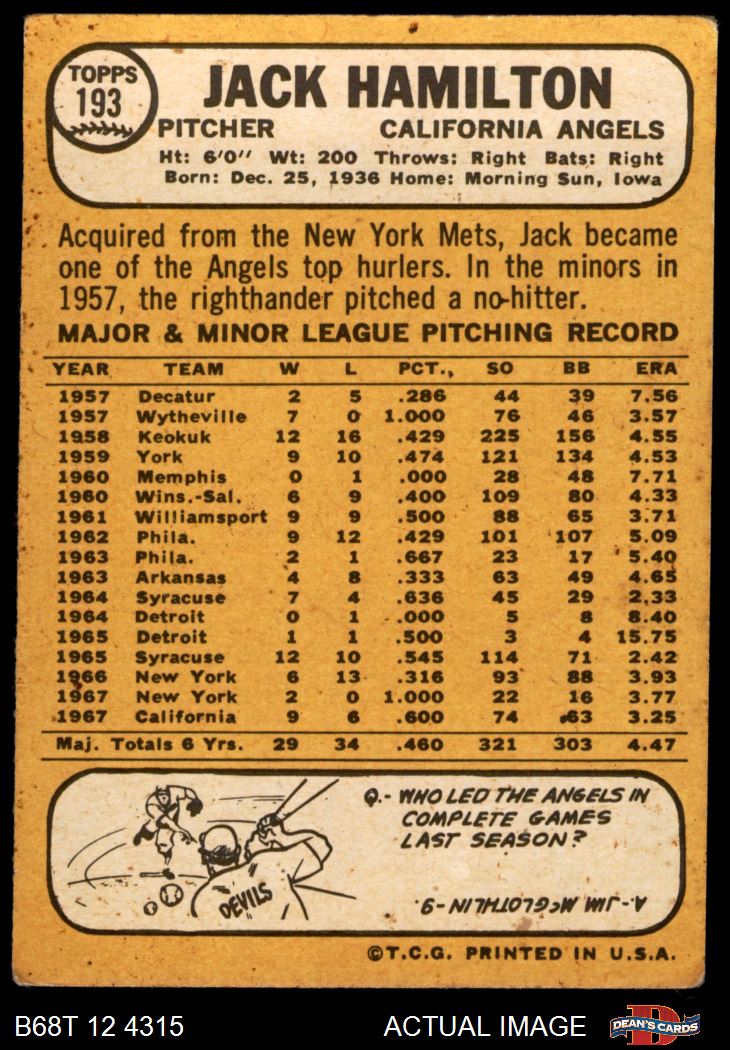 TOPPS
193
JACK HAMILTON
PITCHER CALIFORNIA ANGELS
Ht: 6'0" Wt: 200 Throws: Right Bats: Right
Born: Dec. 25, 1936 Home: Morning Sun, Iowa
Acquired from the New York Mets, Jack became
one of the Angels top hurlers. In the minors in
1957, the righthander pitched a no-hitter.
MAJOR & MINOR LEAGUE PITCHING RECORD
YEAR TEAM W L PCT., SO BB ERA
1957 Decatur 2 5 .286 44 39 7.56
1957 Wytheville 7 0 1.000 76 46 3.57
1958 Keokuk 12 16 .429 225 156 4.55
1959 York 9 10 .474 121 134 4.53
1960 Memphis 0 1 .000 28 48 7.71
1960 Wins.-Sal. 6 9 .400 109 80 4.33
1961 Williamsport 9 9 .500 88 65 3.71
1962 Phila. 9 12 .429 101 107 5.09
1963 Phila. 2 1 .667 23 17 5.40
1963 Arkansas 4 8 .333 63 49 4.65
1964 Syracuse 7 4 .636 45 29 2.33
1964 Detroit 0 1 .000 5 8 8.40
1965 Detroit 1 1 .500 3 4 15.75
1965 Syracuse 12 10 .545 114 71 2.42
1966 New York 6 13 .316 93 88 3.93
1967 New York 2 0 1.000 22 16 3.77
1967 California 9 6 .600 74 63 3.25
Maj. Totals 6 Yrs. 29 34 .460 321 303 4.47
Q.- WHO LED THE ANGELS IN
COMPLETE GAMES
LAST SEASON?
DEVILS
A.- JIM McGLOTHLIN - 9.
©T.C.G. PRINTED IN U.S.A.
B68T 12 4315 ACTUAL IMAGE
D
DEAN'S CARDS